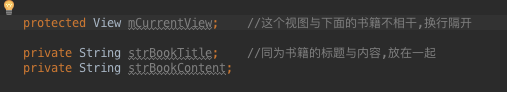 protected View mCurrentView;    //这个视图与下面的书籍不相干,换行隔开
private String strBookTitle;    //同为书籍的标题与内容,放在一起
private String strBookContent;